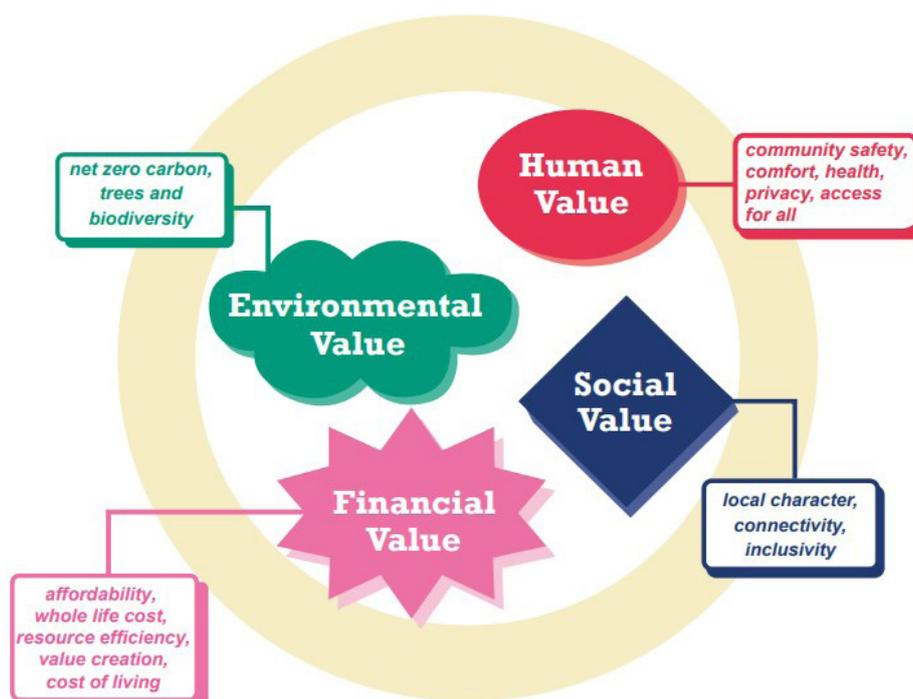 Human
Value
community safety,
comfort, health,
privacy, access
for all
net zero carbon,
trees and
biodiversity
Environmental
Value
Social
Value
local character,
connectivity,
inclusivity
Financial
Value
affordability,
whole life cost,
resource efficiency,
value creation,
cost of living